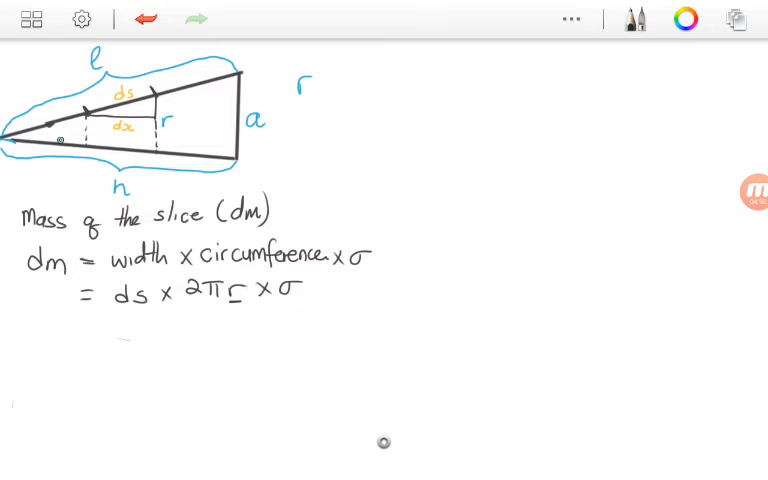 l
ds
r
dx
r
a
h
Mass of the slice (dm)
dm = width × circumference × σ
= ds × 2πr × σ